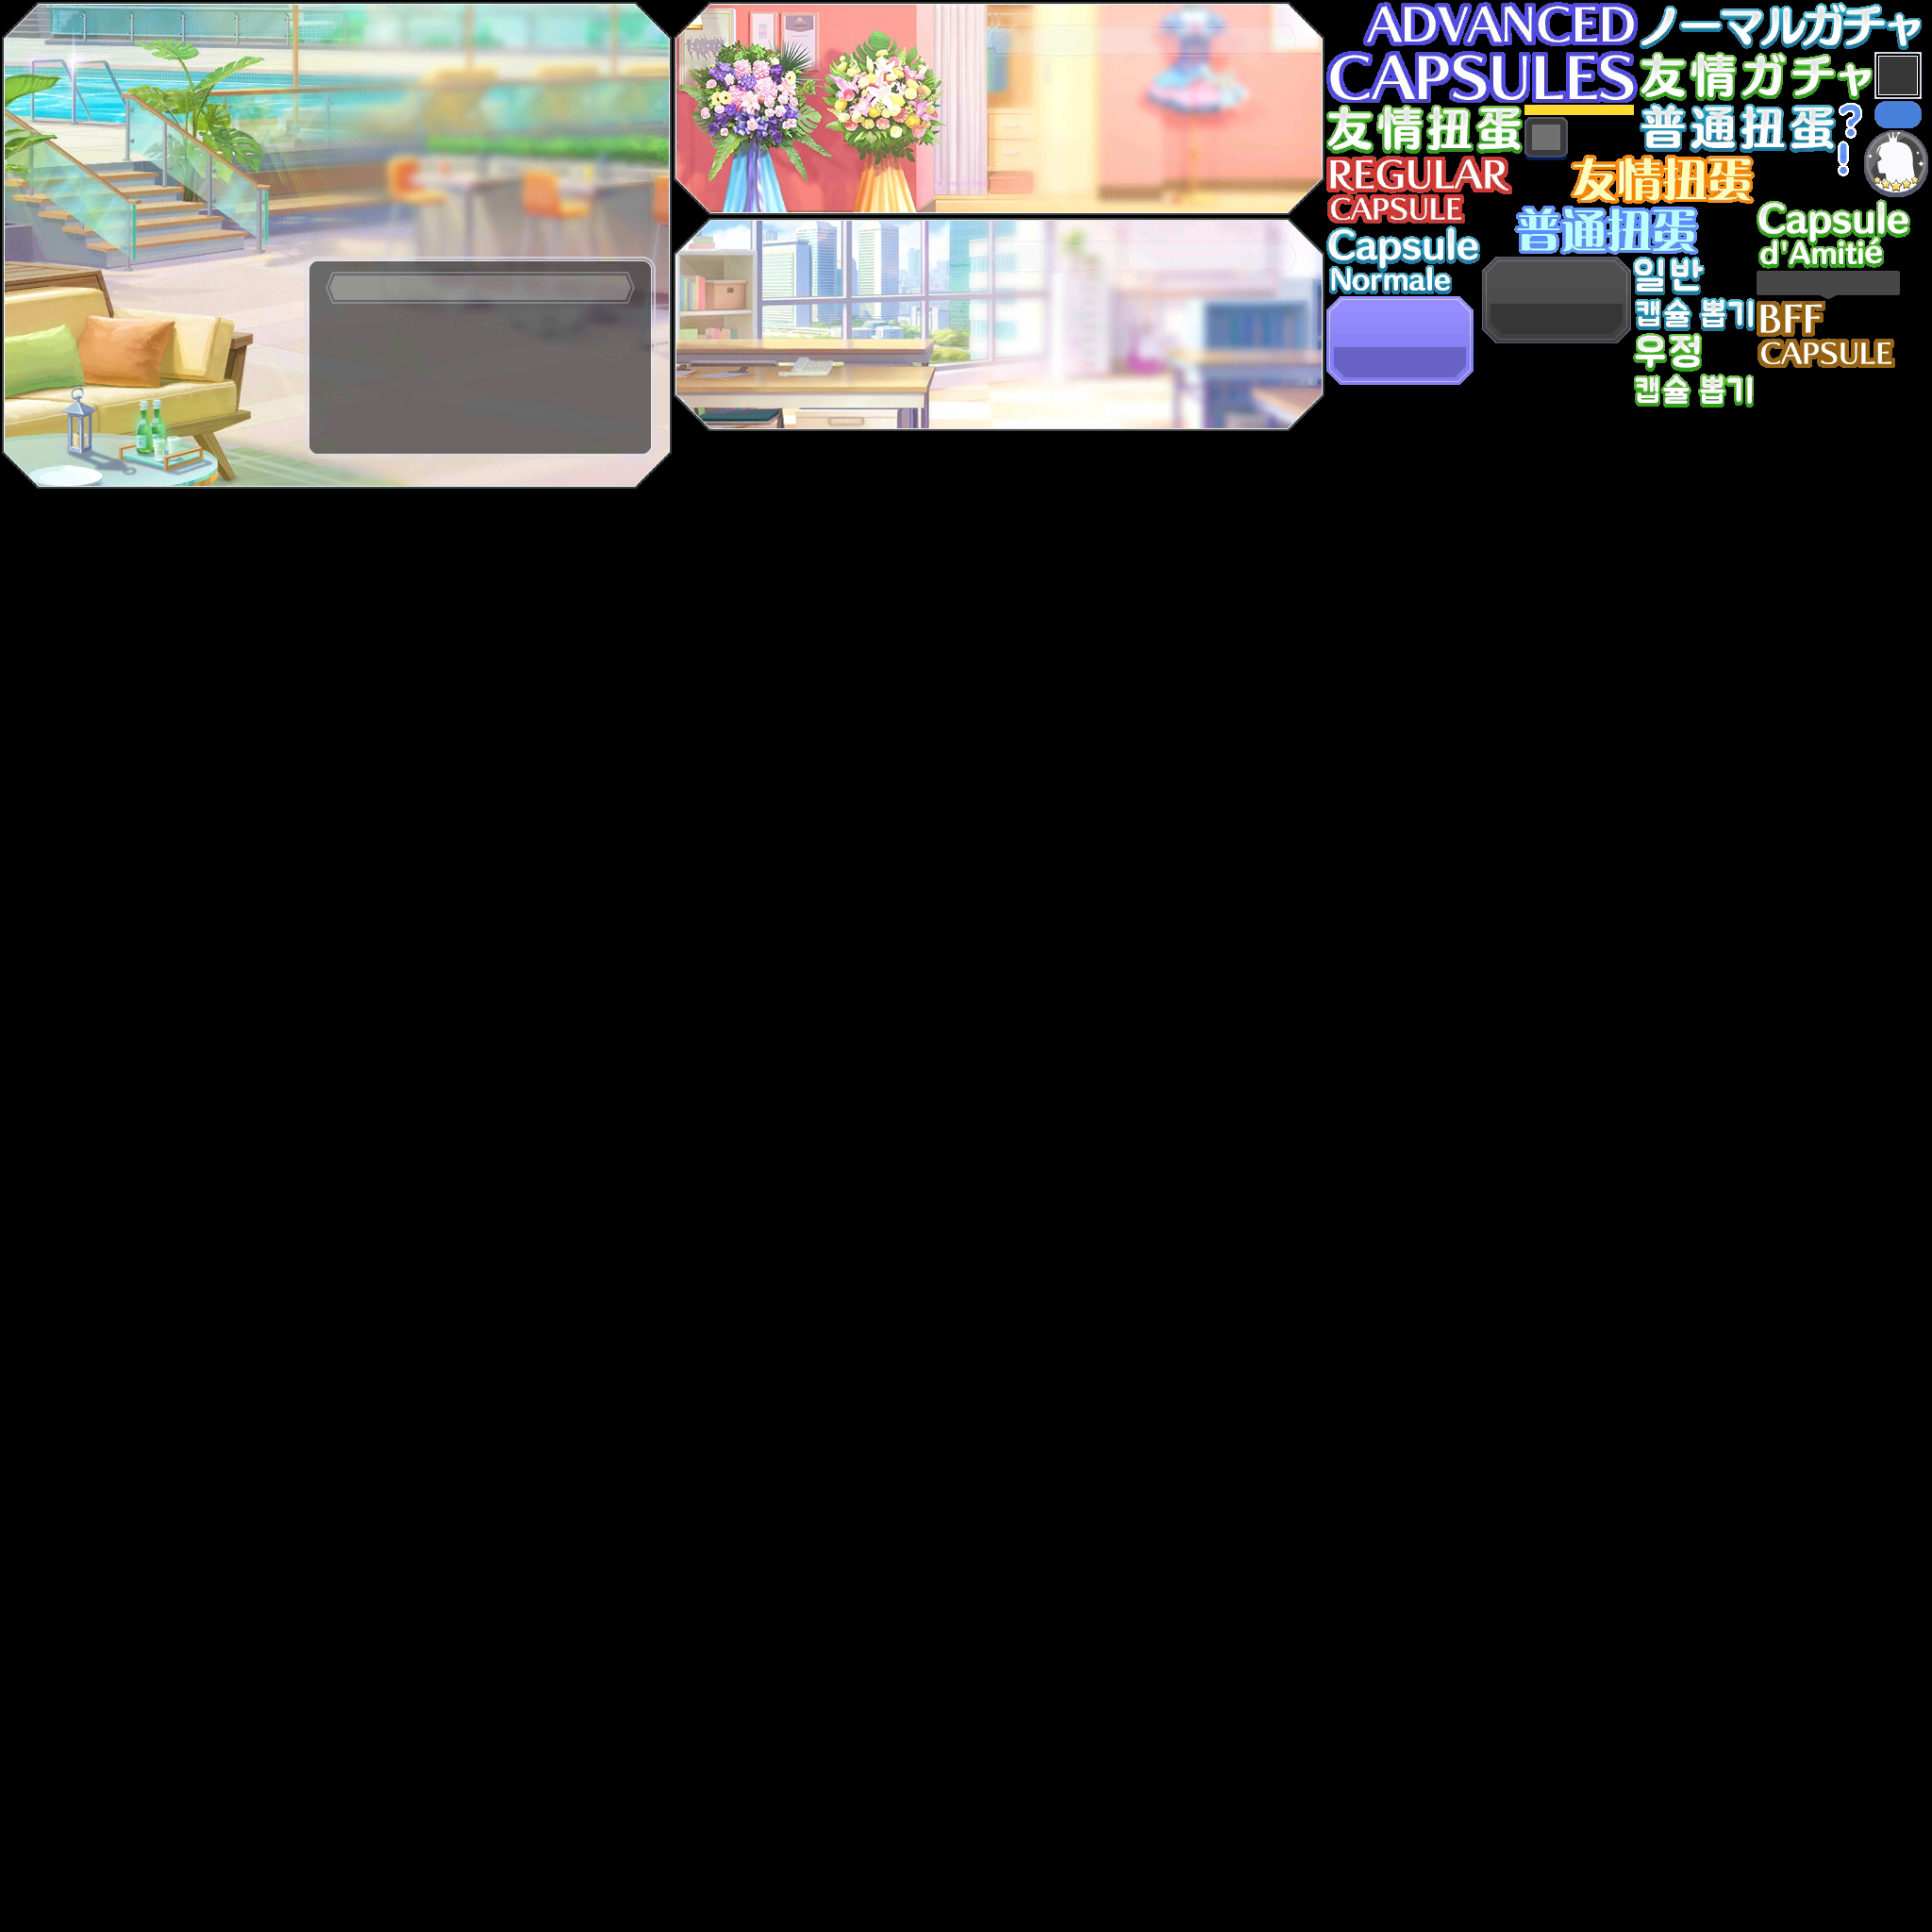 ADVANCED
CAPSULES
ノーマルガチャ
友情ガチャ
友情扭蛋
普通扭蛋
?
!
REGULAR
CAPSULE
友情扭蛋
普通扭蛋
Capsule
Normale
Capsule
d'Amitié
일반
캡슐 뽑기
우정
캡슐 뽑기
BFF
CAPSULE